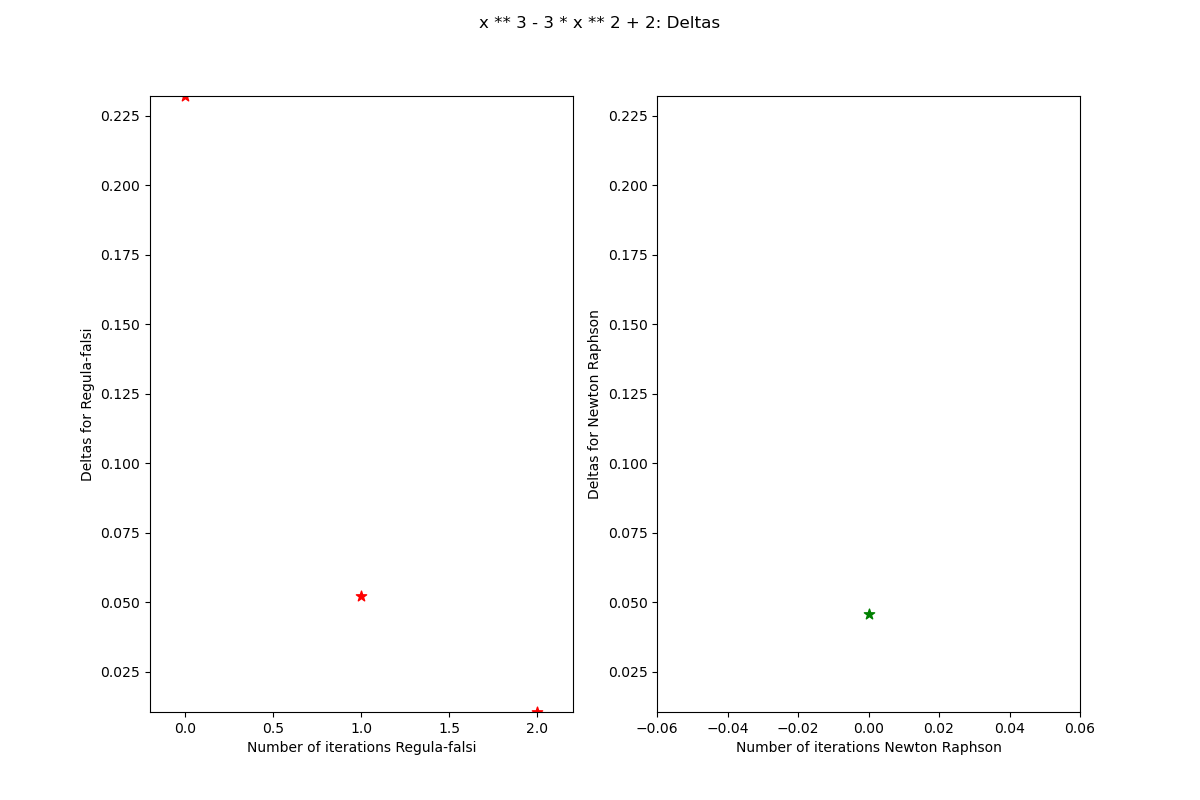 x ** 3 - 3 * x ** 2 + 2: Deltas
0.225
0.200
0.175
0.150
0.125
0.100
0.075
0.050
0.025
Deltas for Regula-falsi
0.0 0.5 1.0 1.5 2.0
Number of iterations Regula-falsi
0.225
0.200
0.175
0.150
0.125
0.100
0.075
0.050
0.025
Deltas for Newton Raphson
−0.06 −0.04 −0.02 0.00 0.02 0.04 0.06
Number of iterations Newton Raphson